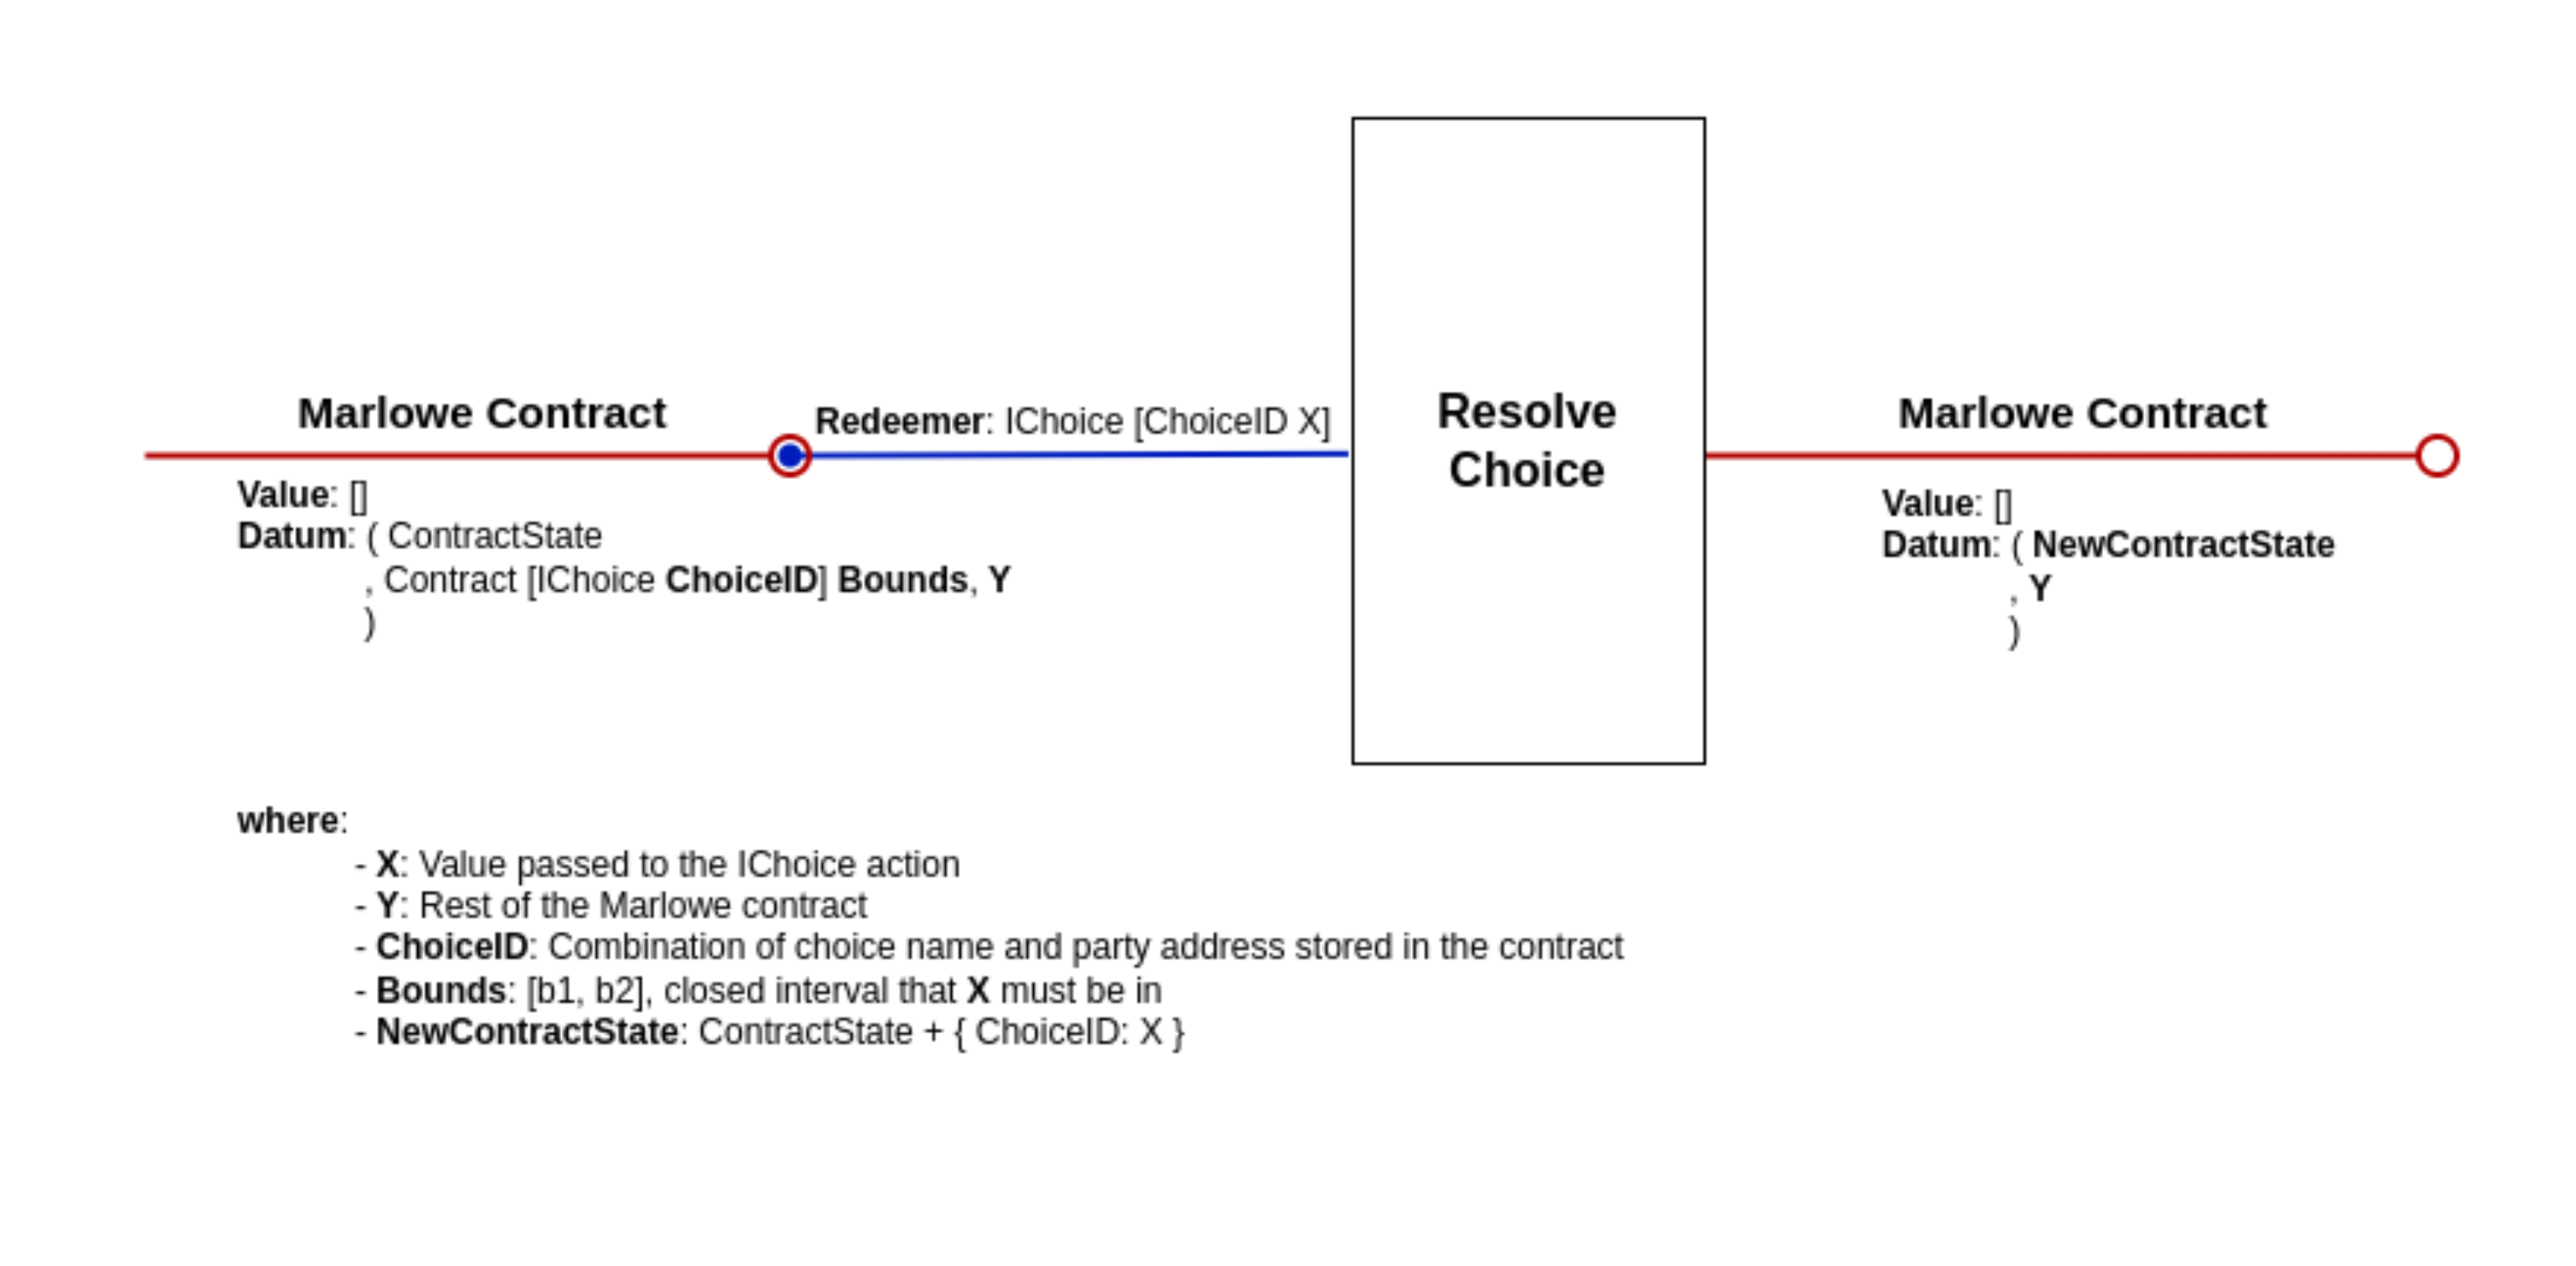 Marlowe Contract
Redeemer: IChoice [ChoiceID X]
Value: []
Datum: ( ContractState
, Contract [IChoice ChoiceID] Bounds, Y
)
Resolve
Choice
Marlowe Contract
Value: []
Datum: ( NewContractState
, Y
)
where:
- X: Value passed to the IChoice action
- Y: Rest of the Marlowe contract
- ChoiceID: Combination of choice name and party address stored in the contract
- Bounds: [b1, b2], closed interval that X must be in
- NewContractState: ContractState + { ChoiceID: X }